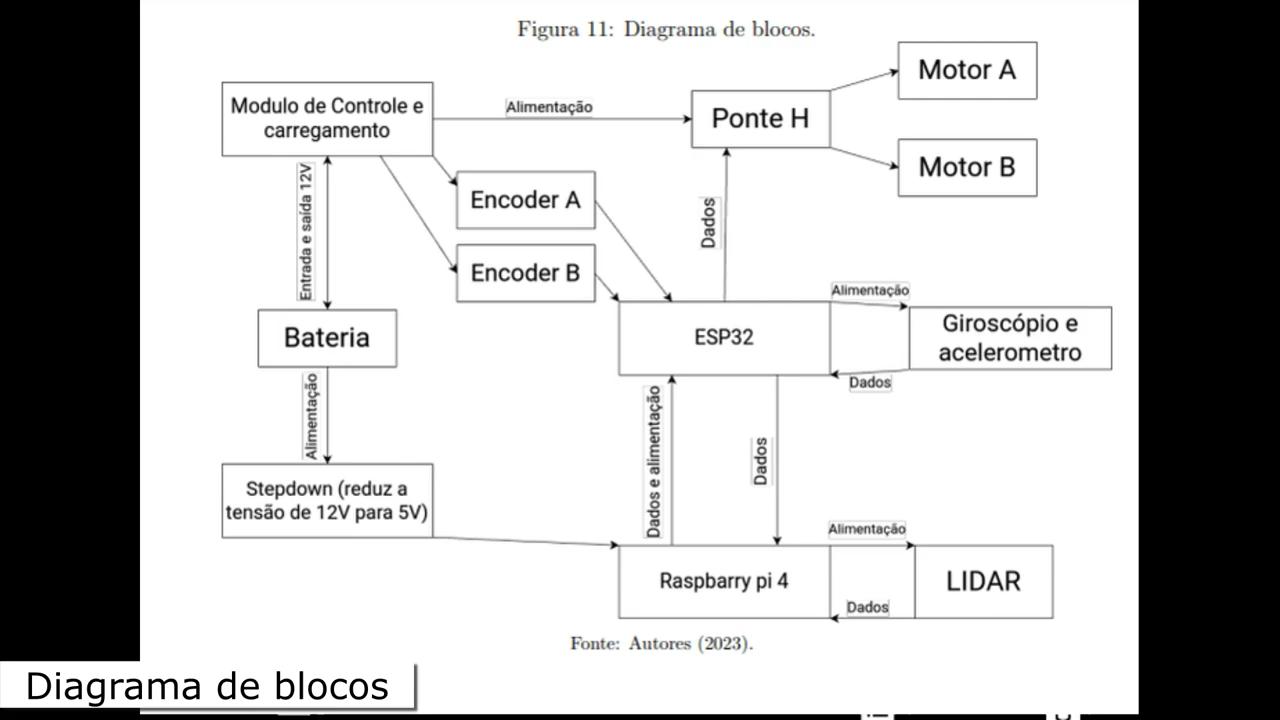 Figura 11: Diagrama de blocos.
Motor A
Modulo de Controle e
carregamento
Alimentação
Ponte H
Motor B
Entrada e saída 12V
Encoder A
Dados
Encoder B
Alimentação
Bateria
ESP32
Giroscópio e
acelerometro
Dados
Alimentação
Dados e alimentação
Dados
Stepdown (reduz a
tensão de 12V para 5V)
Alimentação
Raspbarry pi 4
LIDAR
Dados
Fonte: Autores (2023).
Diagrama de blocos